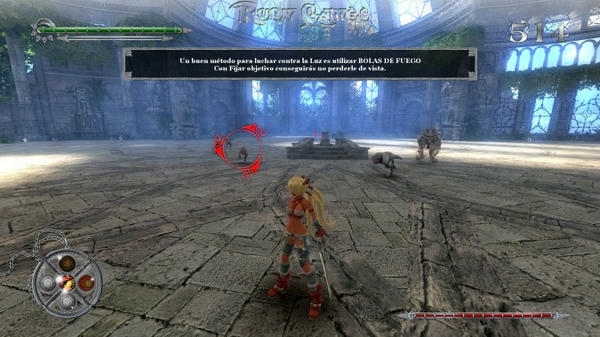 Un buen método para luchar contra la Luz es utilizar BOLAS DE FUEGO
Con Fijar objetivo conseguirás no perderle de vista.